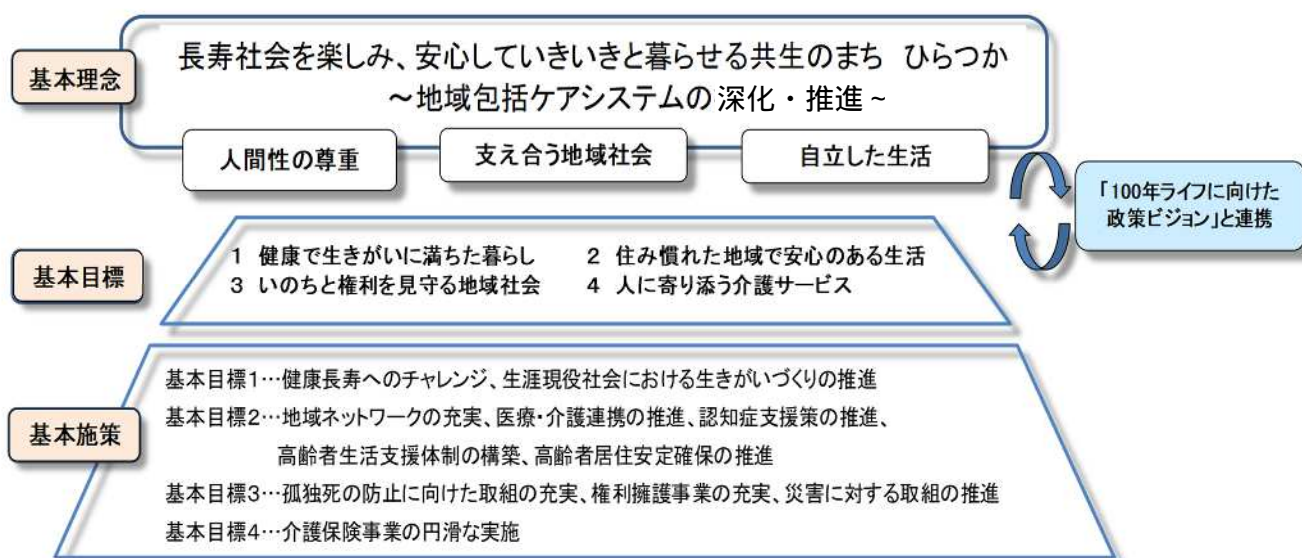 基本理念
長寿社会を楽しみ、安心していきいきと暮らせる共生のまち　ひらつか
～地域包括ケアシステムの深化・推進~
人間性の尊重
支え合う地域社会
自立した生活
「100年ライフに向けた
政策ビジョン」と連携
基本目標
1　健康で生きがいに満ちた暮らし　　2　住み慣れた地域で安心のある生活
3　いのちと権利を見守る地域社会　　4　人に寄り添う介護サービス
基本施策
基本目標1…健康長寿へのチャレンジ、生涯現役社会における生きがいづくりの推進
基本目標2…地域ネットワークの充実、医療・介護連携の推進、認知症支援策の推進、
高齢者生活支援体制の構築、高齢者居住安定確保の推進
基本目標3…孤独死の防止に向けた取組の充実、権利擁護事業の充実、災害に対する取組の推進
基本目標4…介護保険事業の円滑な実施